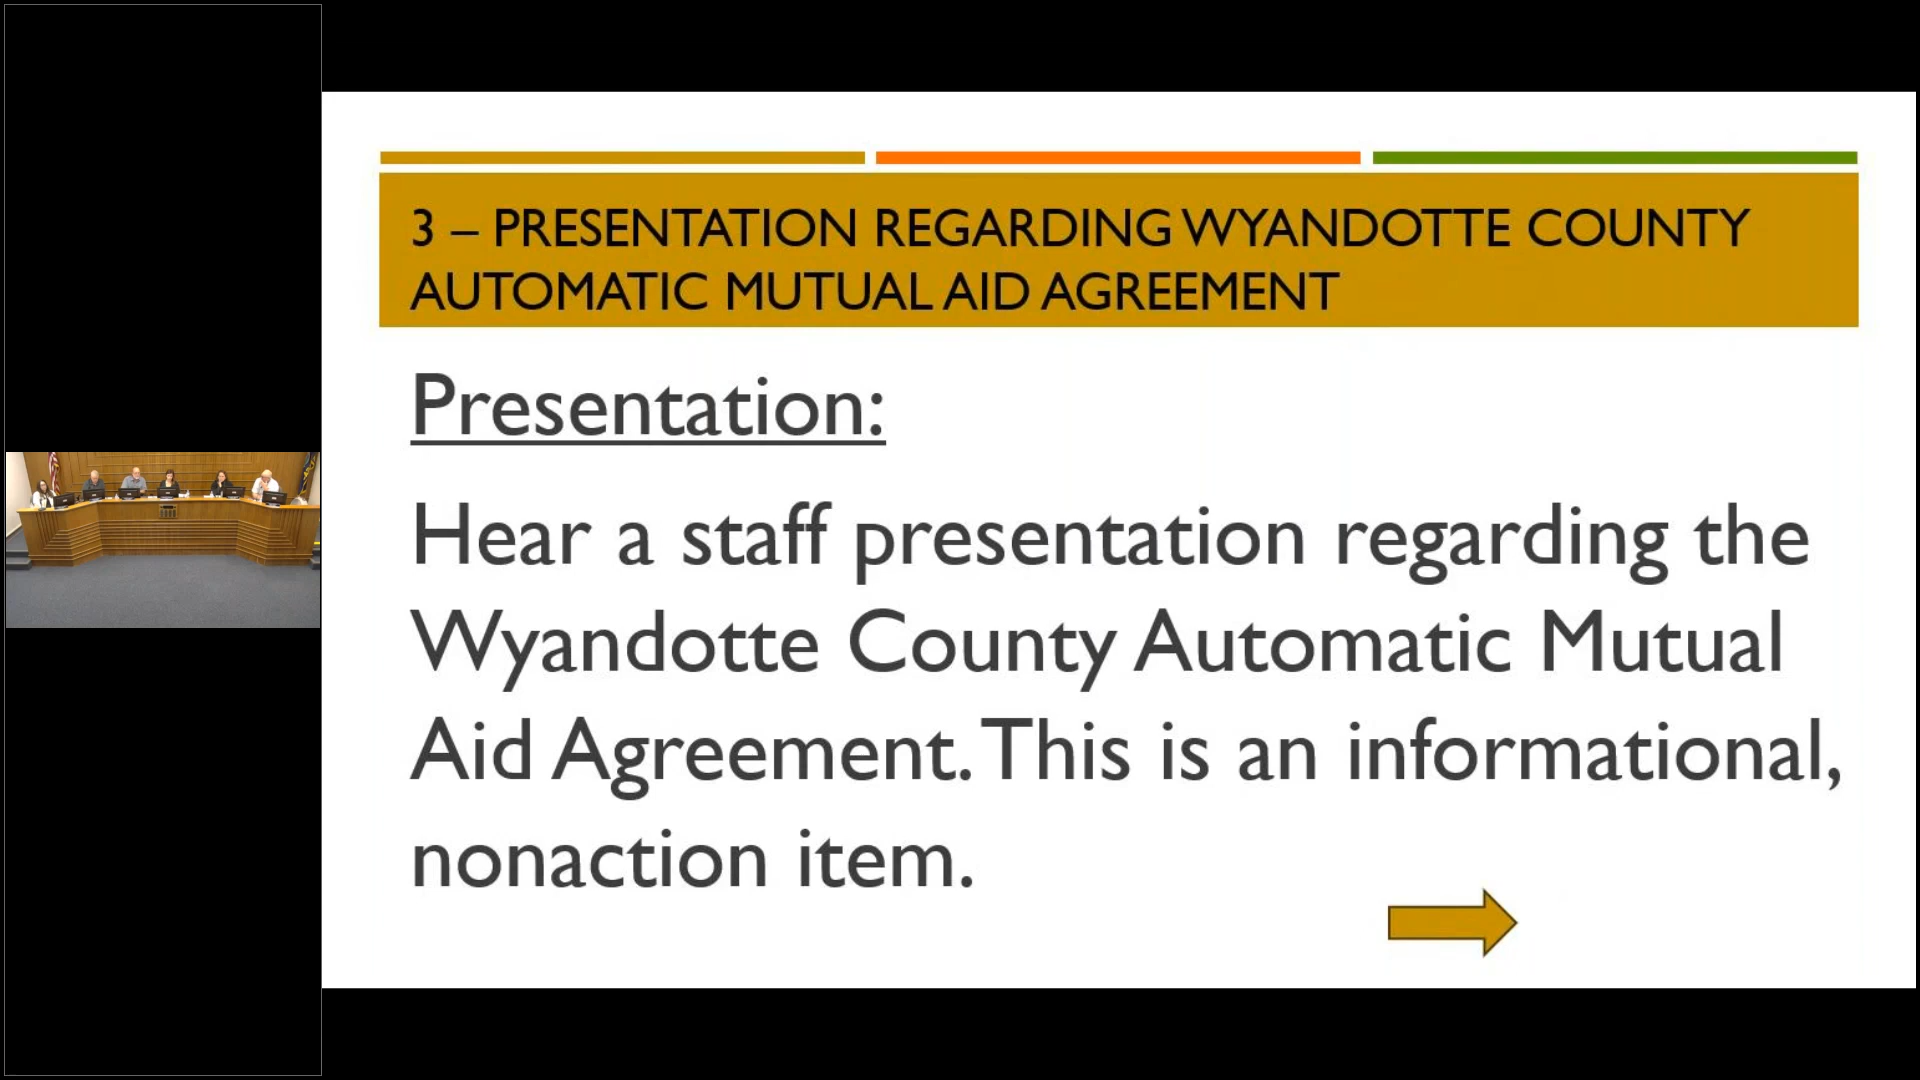 3 – PRESENTATION REGARDING WYANDOTTE COUNTY
AUTOMATIC MUTUAL AID AGREEMENT
Presentation:
Hear a staff presentation regarding the
Wyandotte County Automatic Mutual
Aid Agreement. This is an informational,
nonaction item.